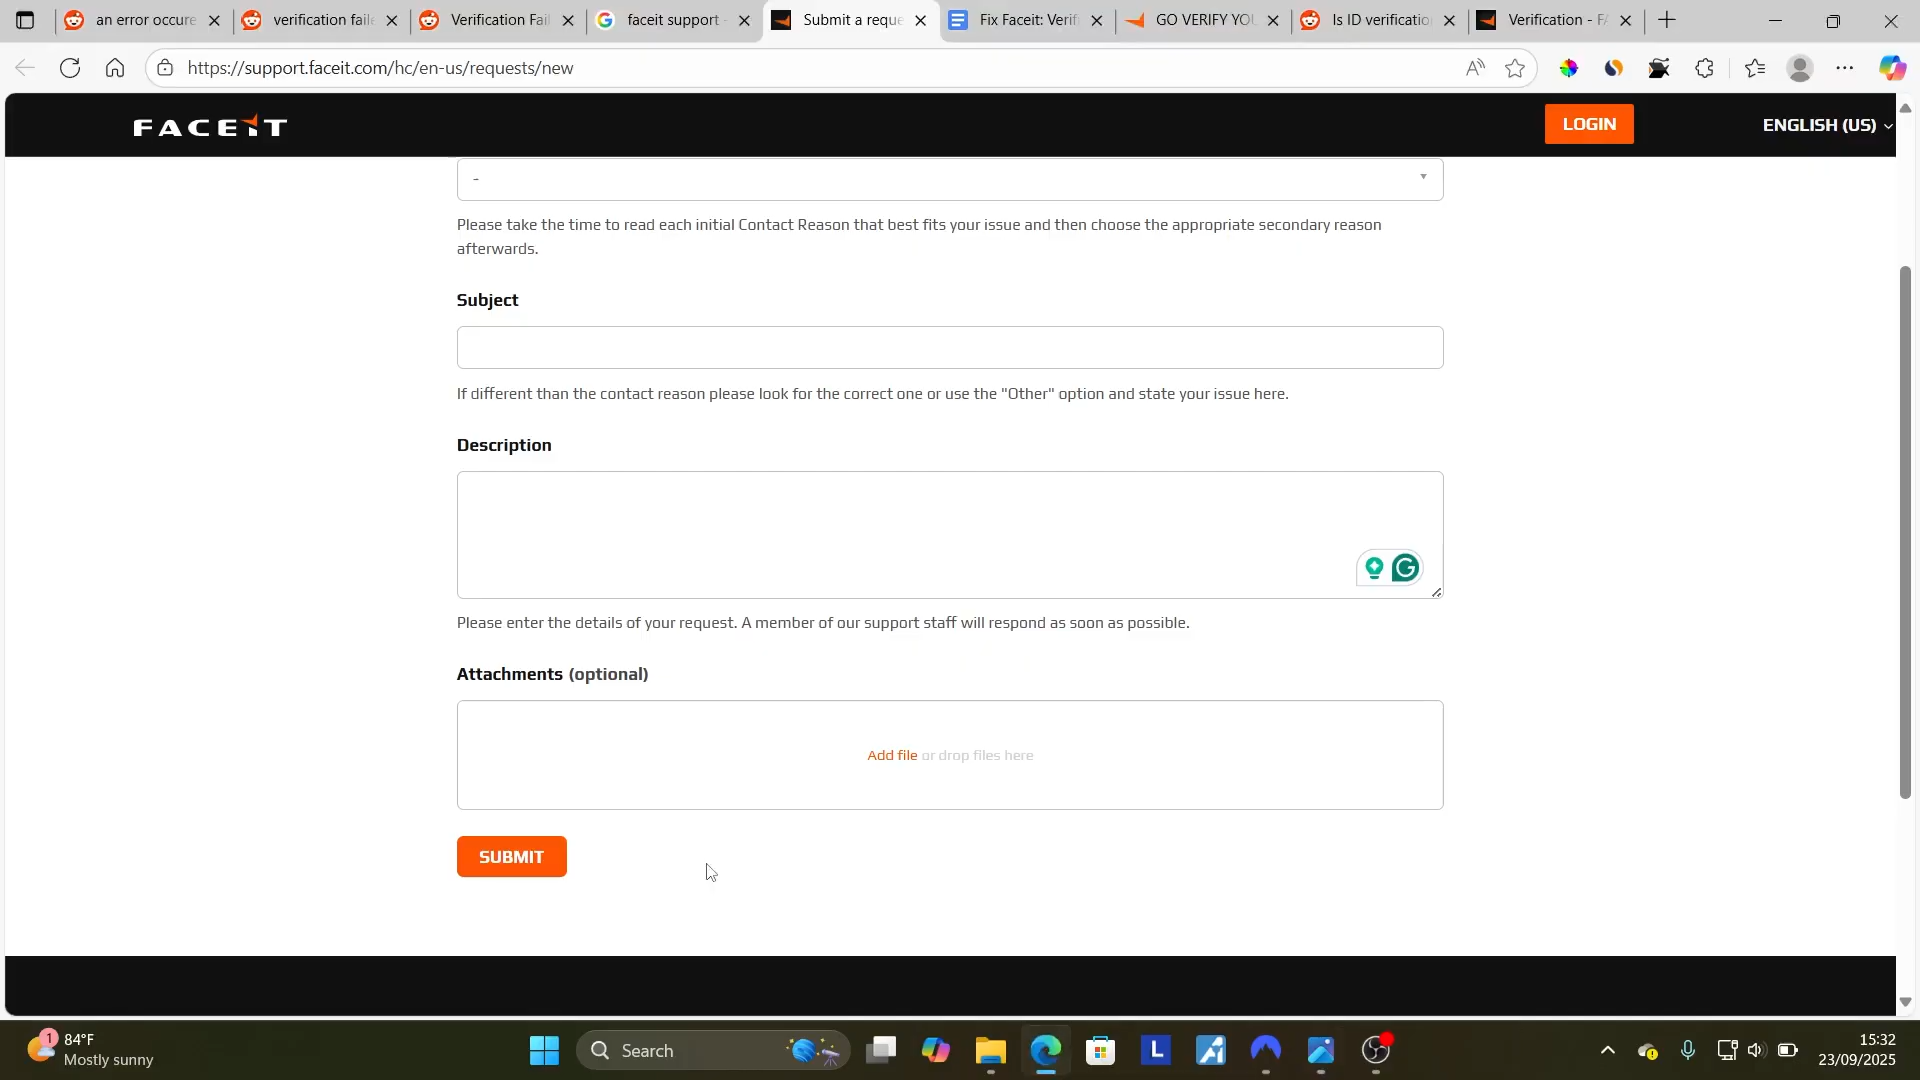 an error occure
verification faile
Verification Fail
faceit support -
Submit a reque
Fix Faceit: Verifi
GO VERIFY YOU
Is ID verificatio
Verification - FA
https://support.faceit.com/hc/en-us/requests/new
FACEIT
LOGIN
ENGLISH (US)
-
Please take the time to read each initial Contact Reason that best fits your issue and then choose the appropriate secondary reason
afterwards.
Subject
If different than the contact reason please look for the correct one or use the "Other" option and state your issue here.
Description
Please enter the details of your request. A member of our support staff will respond as soon as possible.
Attachments (optional)
Add file or drop files here
SUBMIT
1
84°F
Mostly sunny
Search
L
15:32
23/09/2025